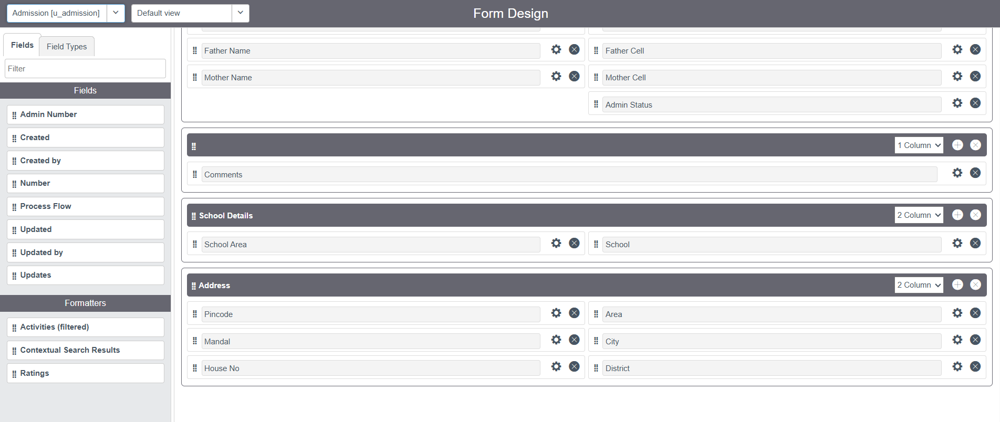 Admission [u_admission]
Default view
Form Design
Fields
Field Types
Filter
Fields
Admin Number
Created
Created by
Number
Process Flow
Updated
Updated by
Updates
Formatters
Activities (filtered)
Contextual Search Results
Ratings
Father Name
Father Cell
Mother Name
Mother Cell
Admin Status
1 Column
Comments
School Details
2 Column
School Area
School
Address
2 Column
Pincode
Area
Mandal
City
House No
District